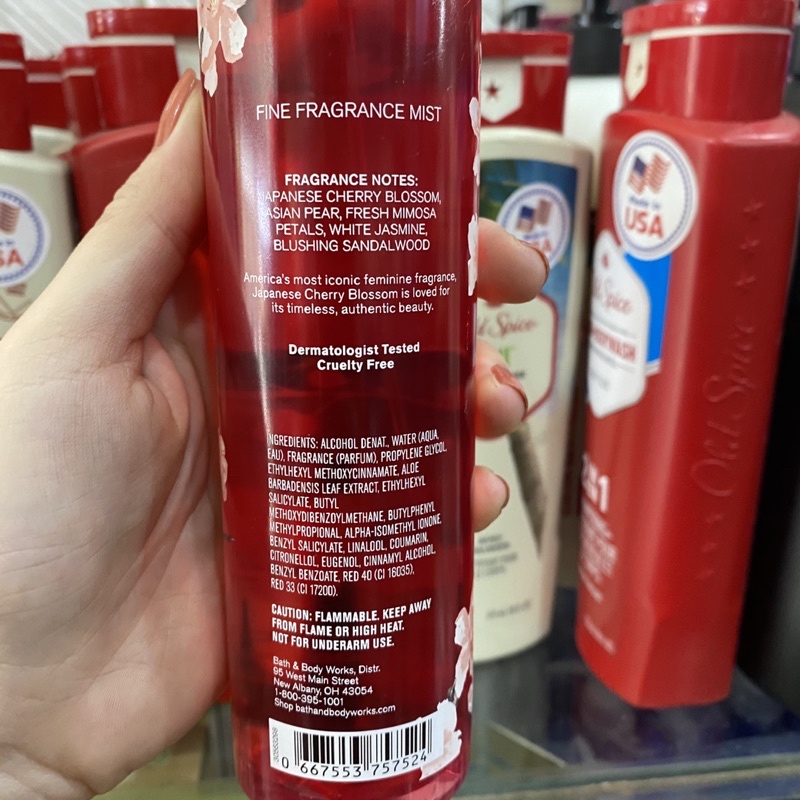 FINE FRAGRANCE MIST
FRAGRANCE NOTES:
JAPANESE CHERRY BLOSSOM,
ASIAN PEAR, FRESH MIMOSA
PETALS, WHITE JASMINE,
BLUSHING SANDALWOOD
America's most iconic feminine fragrance,
Japanese Cherry Blossom is loved for
its timeless, authentic beauty.
Dermatologist Tested
Cruelty Free
INGREDIENTS: ALCOHOL DENAT., WATER (AQUA,
EAU), FRAGRANCE (PARFUM), PROPYLENE GLYCOL,
ETHYLHEXYL METHOXYCINNAMATE, ALOE
BARBADENSIS LEAF EXTRACT, ETHYLHEXYL
SALICYLATE, BUTYL
METHOXYDIBENZOYLMETHANE, BUTYLPHENYL
METHYLPROPIONAL, ALPHA-ISOMETHYL IONONE,
BENZYL SALICYLATE, LINALOOL, COUMARIN,
CITRONELLOL, EUGENOL, CINNAMYL ALCOHOL,
BENZYL BENZOATE, RED 40 (CI 16035),
RED 33 (CI 17200).
CAUTION: FLAMMABLE. KEEP AWAY
FROM FLAME OR HIGH HEAT.
NOT FOR UNDERARM USE.
Bath & Body Works, Distr.
95 West Main Street
New Albany, OH 43054
1-800-395-1001
Shop bathandbodyworks.com
0 667553 757524
Made in
USA
Old Spice
Old Spice